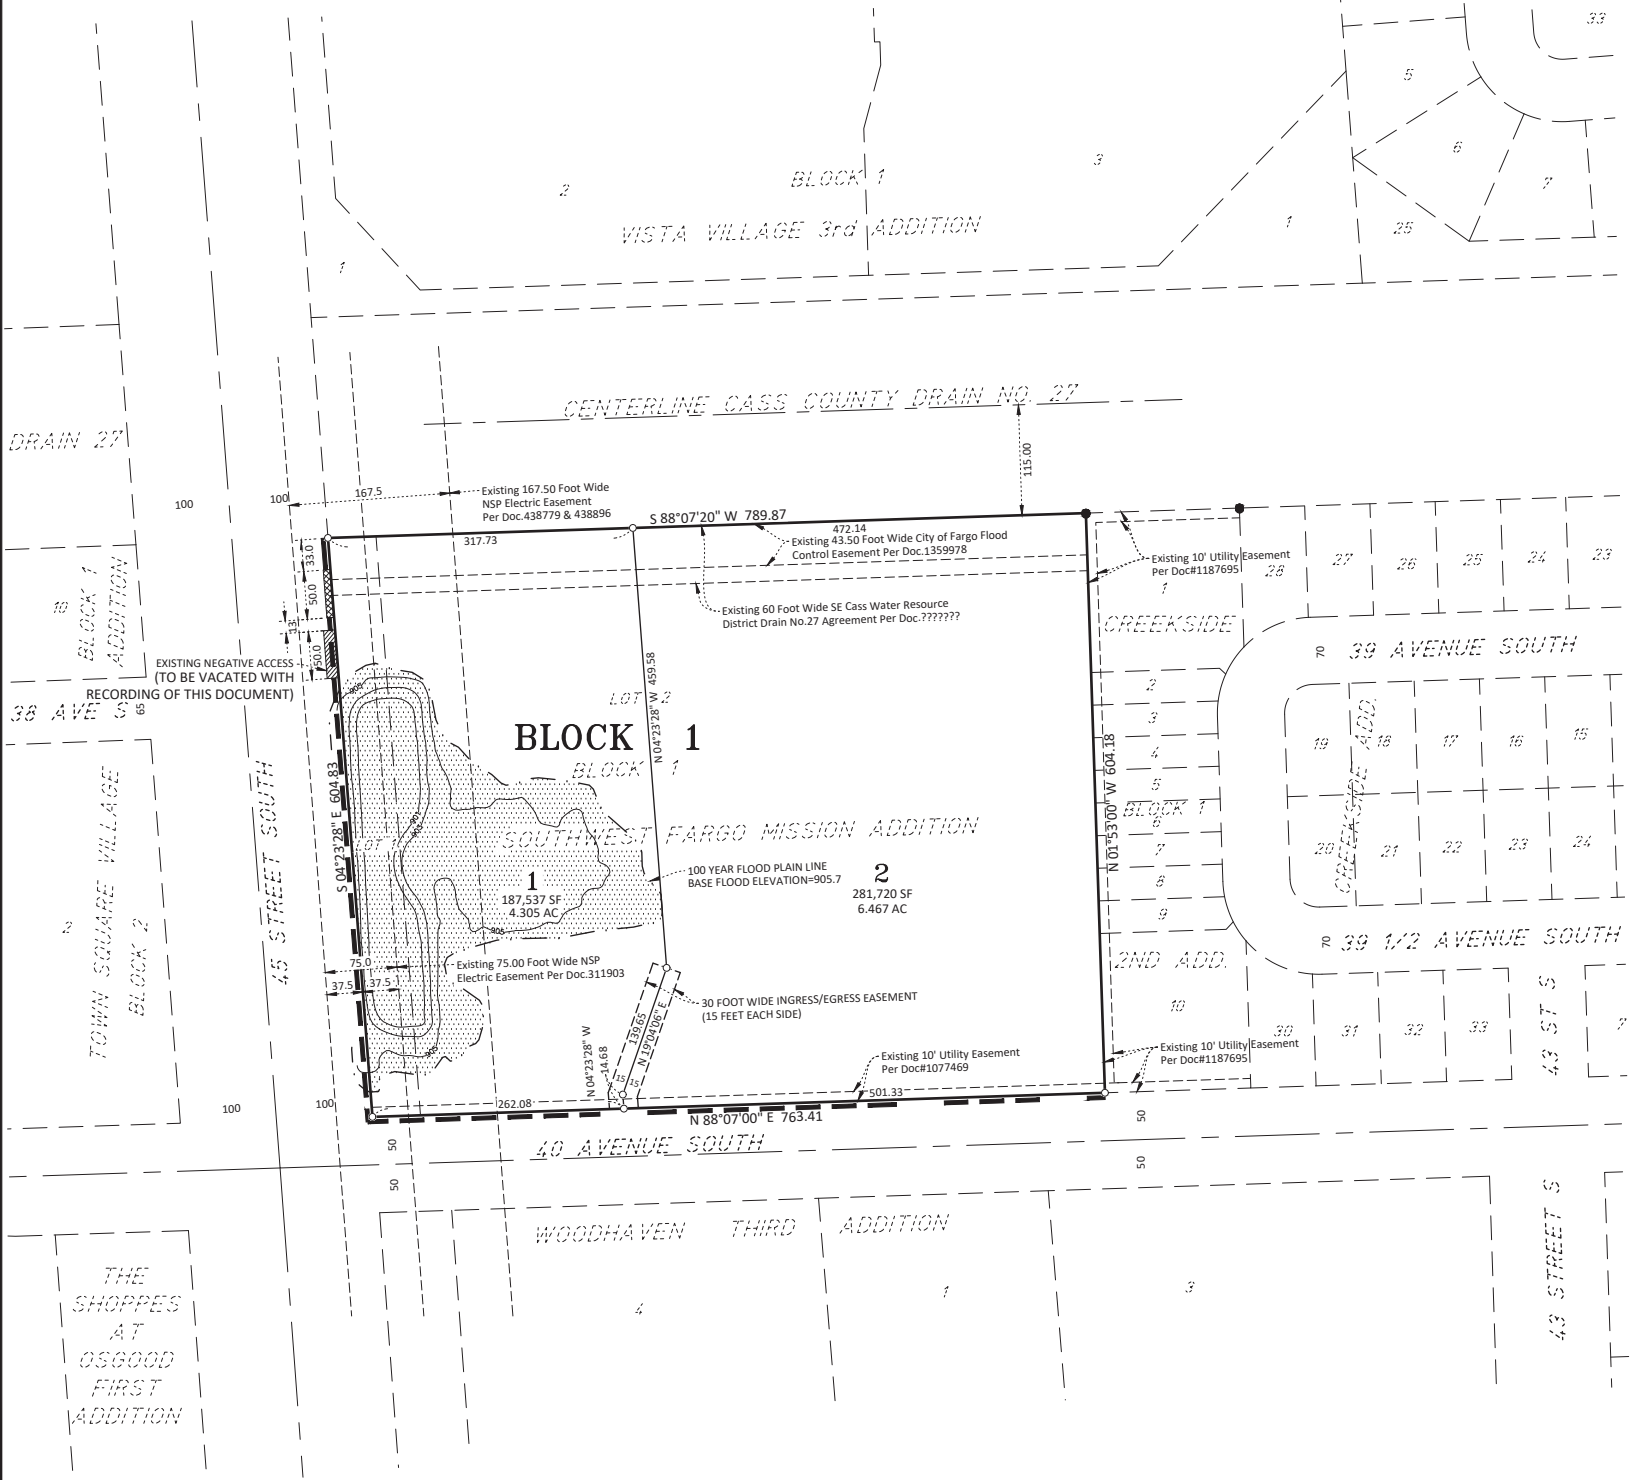 33
5
6
7
25
1
3
2
1
BLOCK 1
VISTA VILLAGE 3rd ADDITION
CENTERLINE CASS COUNTY DRAIN NO. 27
DRAIN 27
115.00
100
100
167.5
Existing 167.50 Foot Wide
NSP Electric Easement
Per Doc.438779 & 438896
S 88°07'20" W 789.87
317.73
472.14
Existing 43.50 Foot Wide City of Fargo Flood
Control Easement Per Doc.1359978
Existing 60 Foot Wide SE Cass Water Resource
District Drain No.27 Agreement Per Doc.???????
Existing 10' Utility Easement
Per Doc#1187695
28
27
26
25
24
23
1
CREEKSIDE
70
39 AVENUE SOUTH
33.0
50.0
13
50.0
10
BLOCK 1
ADDITION
EXISTING NEGATIVE ACCESS
(TO BE VACATED WITH
RECORDING OF THIS DOCUMENT)
38 AVE S
65
906
LOT 2
N 04°23'28" W 459.58
BLOCK 1
BLOCK 1
SOUTHWEST FARGO MISSION ADDITION
S 04°23'28" E 604.83
LOT 1
45 STREET SOUTH
TOWN SQUARE VILLAGE
BLOCK 2
2
1
187,537 SF
4.305 AC
905
100 YEAR FLOOD PLAIN LINE
BASE FLOOD ELEVATION=905.7
2
281,720 SF
6.467 AC
N 01°53'00" W 604.18
2
3
4
5
BLOCK 1
6
7
8
9
2ND ADD.
10
CREEKSIDE ADD.
19
18
17
16
15
20
21
22
23
24
70
39 1/2 AVENUE SOUTH
30
31
32
33
43 ST S
7
75.0
37.5
37.5
Existing 75.00 Foot Wide NSP
Electric Easement Per Doc.311903
905
30 FOOT WIDE INGRESS/EGRESS EASEMENT
(15 FEET EACH SIDE)
139.65
N 19°04'06" E
N 04°23'28" W
14.68
15
15
Existing 10' Utility Easement
Per Doc#1077469
Existing 10' Utility Easement
Per Doc#1187695
262.08
501.33
N 88°07'00" E 763.41
100
100
50
50
50
50
40 AVENUE SOUTH
WOODHAVEN THIRD ADDITION
4
1
3
43 STREET S
THE
SHOPPES
AT
OSGOOD
FIRST
ADDITION